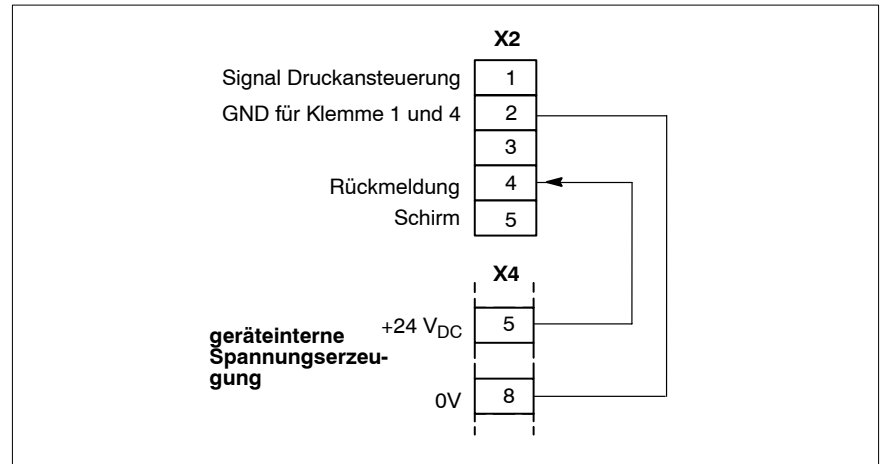 X2
Signal Druckansteuerung 1
GND für Klemme 1 und 4 2
3
Rückmeldung 4
Schirm 5
X4
+24 VDC 5
geräteinterne
Spannungserzeu-
gung
0V 8